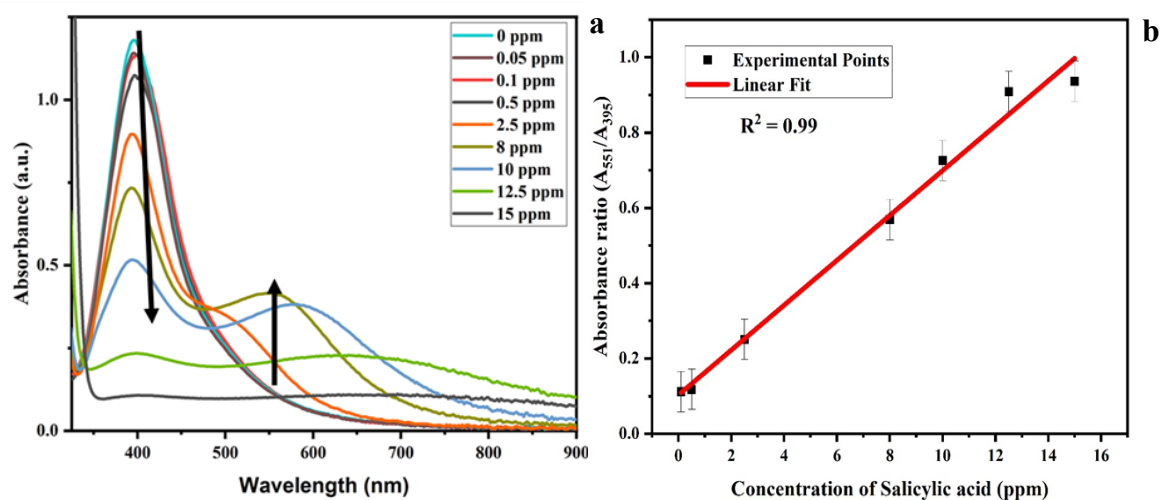 a
0 ppm
0.05 ppm
0.1 ppm
0.5 ppm
2.5 ppm
8 ppm
10 ppm
12.5 ppm
15 ppm
Absorbance (a.u.)
1.0
0.5
0.0
400 500 600 700 800 900
Wavelength (nm)
b
Experimental Points
Linear Fit
R² = 0.99
Absorbance ratio (A₅₅₁/A₃₉₅)
1.0
0.8
0.6
0.4
0.2
0.0
0 2 4 6 8 10 12 14 16
Concentration of Salicylic acid (ppm)